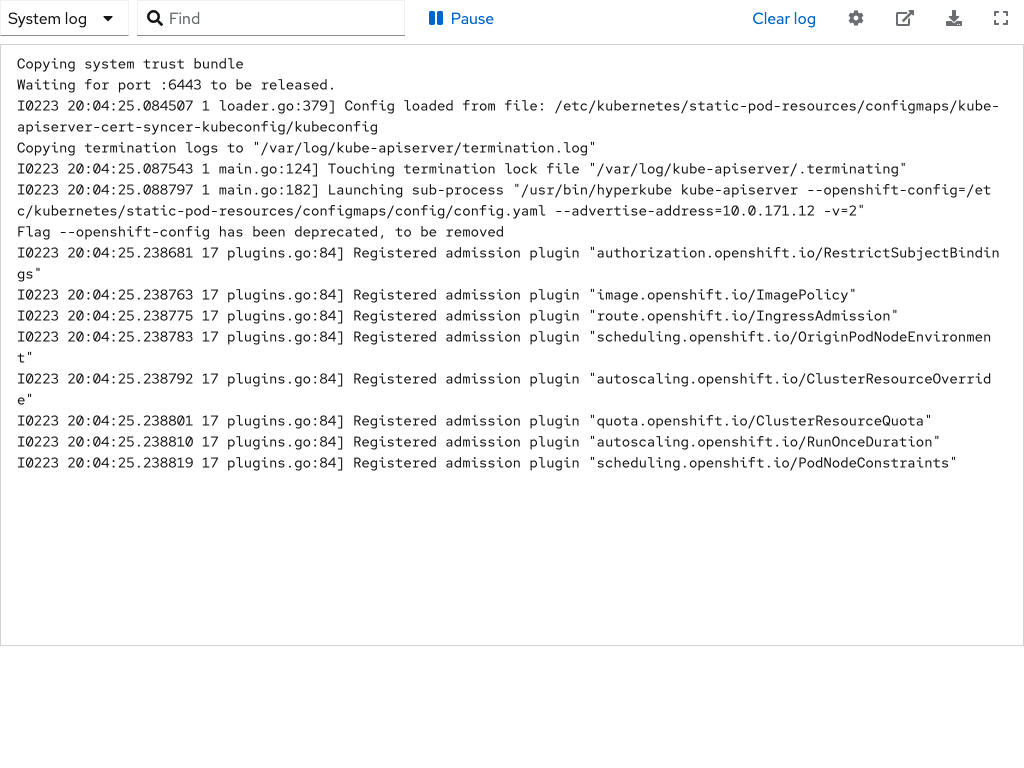 System log
Find
Pause
Clear log
Copying system trust bundle
Waiting for port :6443 to be released.
I0223 20:04:25.084507 1 loader.go:379] Config loaded from file: /etc/kubernetes/static-pod-resources/configmaps/kube-
apiserver-cert-syncer-kubeconfig/kubeconfig
Copying termination logs to "/var/log/kube-apiserver/termination.log"
I0223 20:04:25.087543 1 main.go:124] Touching termination lock file "/var/log/kube-apiserver/.terminating"
I0223 20:04:25.088797 1 main.go:182] Launching sub-process "/usr/bin/hyperkube kube-apiserver --openshift-config=/et
c/kubernetes/static-pod-resources/configmaps/config/config.yaml --advertise-address=10.0.171.12 -v=2"
Flag --openshift-config has been deprecated, to be removed
I0223 20:04:25.238681 17 plugins.go:84] Registered admission plugin "authorization.openshift.io/RestrictSubjectBindin
gs"
I0223 20:04:25.238763 17 plugins.go:84] Registered admission plugin "image.openshift.io/ImagePolicy"
I0223 20:04:25.238775 17 plugins.go:84] Registered admission plugin "route.openshift.io/IngressAdmission"
I0223 20:04:25.238783 17 plugins.go:84] Registered admission plugin "scheduling.openshift.io/OriginPodNodeEnvironmen
t"
I0223 20:04:25.238792 17 plugins.go:84] Registered admission plugin "autoscaling.openshift.io/ClusterResourceOverrid
e"
I0223 20:04:25.238801 17 plugins.go:84] Registered admission plugin "quota.openshift.io/ClusterResourceQuota"
I0223 20:04:25.238810 17 plugins.go:84] Registered admission plugin "autoscaling.openshift.io/RunOnceDuration"
I0223 20:04:25.238819 17 plugins.go:84] Registered admission plugin "scheduling.openshift.io/PodNodeConstraints"